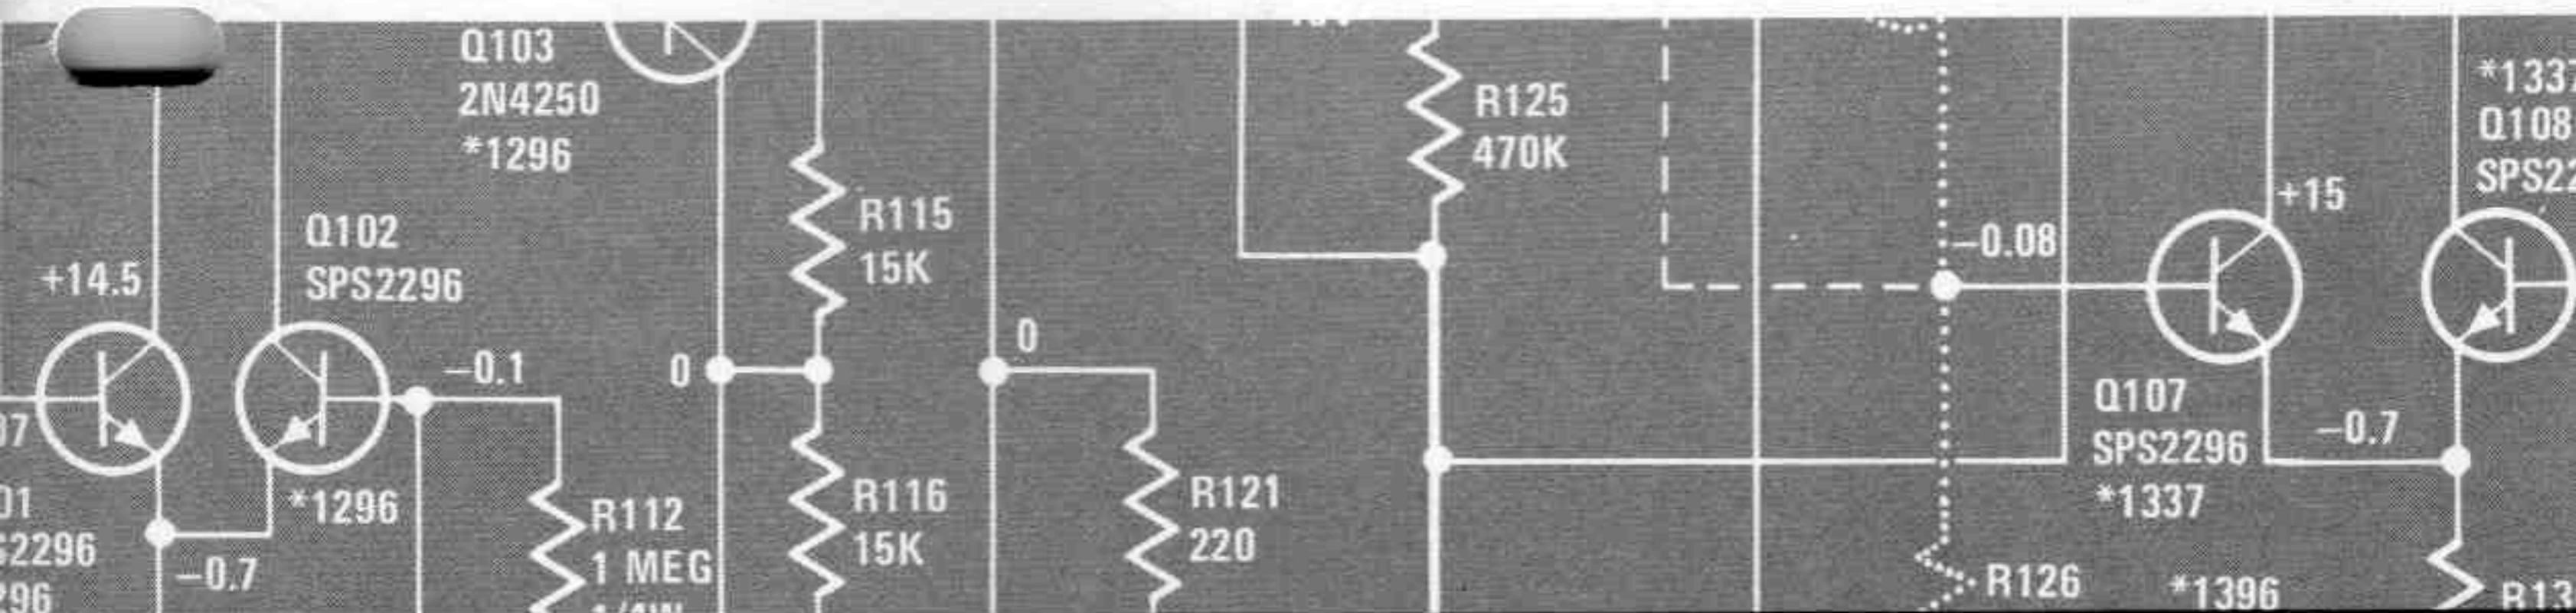 Q103
2N4250
*1296
R125
470K
*1337
Q108
+15
R115
15K
Q102
SPS2296
+14.5
-0.08
0
0
-0.1
Q107
SPS2296
*1337
-0.7
*1296
R112
1 MEG
R116
15K
R121
220
-0.7
R126
*1396